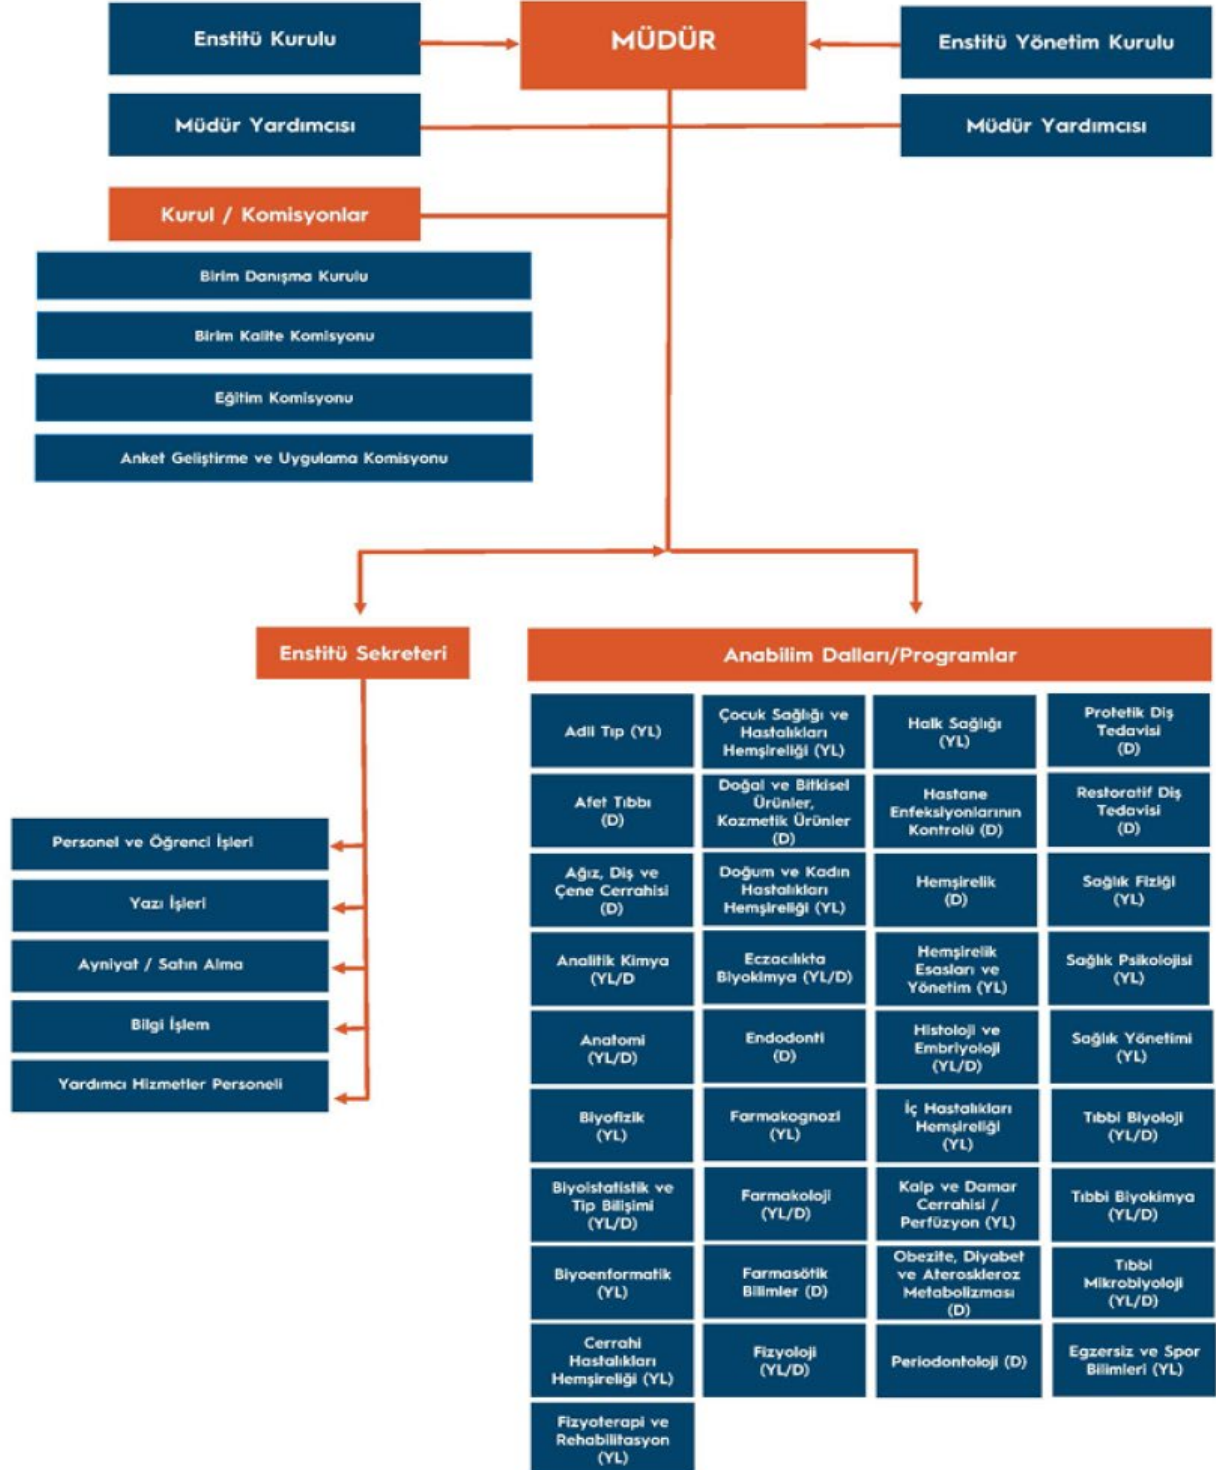 Enstitü Kurulu
MÜDÜR
Enstitü Yönetim Kurulu
Müdür Yardımcısı
Müdür Yardımcısı
Kurul / Komisyonlar
Birim Danışma Kurulu
Birim Kalite Komisyonu
Eğitim Komisyonu
Anket Geliştirme ve Uygulama Komisyonu
Enstitü Sekreteri
Personel ve Öğrenci İşleri
Yazı İşleri
Ayniyat / Satın Alma
Bilgi İşlem
Yardımcı Hizmetler Personeli
Anabilim Dalları/Programlar
Adli Tıp (YL)
Çocuk Sağlığı ve
Hastalıkları
Hemşireliği (YL)
Halk Sağlığı
(YL)
Protetik Diş
Tedavisi
(D)
Afet Tıbbı
(D)
Doğal ve Bitkisel
Ürünler,
Kozmetik Ürünler
(D)
Hastane
Enfeksiyonlarının
Kontrolü (D)
Restoratif Diş
Tedavisi
(D)
Ağız, Diş ve
Çene Cerrahisi
(D)
Doğum ve Kadın
Hastalıkları
Hemşireliği (YL)
Hemşirelik
(D)
Sağlık Fiziği
(YL)
Analitik Kimya
(YL/D
Eczacılıkta
Biyokimya (YL/D)
Hemşirelik
Esasları ve
Yönetim (YL)
Sağlık Psikolojisi
(YL)
Anatomi
(YL/D)
Endodonti
(D)
Histoloji ve
Embriyoloji
(YL/D)
Sağlık Yönetimi
(YL)
Biyofizik
(YL)
Farmakognozi
(YL)
İç Hastalıkları
Hemşireliği
(YL)
Tıbbi Biyoloji
(YL/D)
Biyoistatistik ve
Tip Bilişimi
(YL/D)
Farmakoloji
(YL/D)
Kalp ve Damar
Cerrahisi /
Perfüzyon (YL)
Tıbbi Biyokimya
(YL/D)
Biyoenformatik
(YL)
Farmasötik
Bilimler (D)
Obezite, Diyabet
ve Ateroskleroz
Metabolizması
(D)
Tıbbi
Mikrobiyoloji
(YL/D)
Cerrahi
Hastalıkları
Hemşireliği (YL)
Fizyoloji
(YL/D)
Periodontoloji (D)
Egzersiz ve Spor
Bilimleri (YL)
Fizyoterapi ve
Rehabilitasyon
(YL)